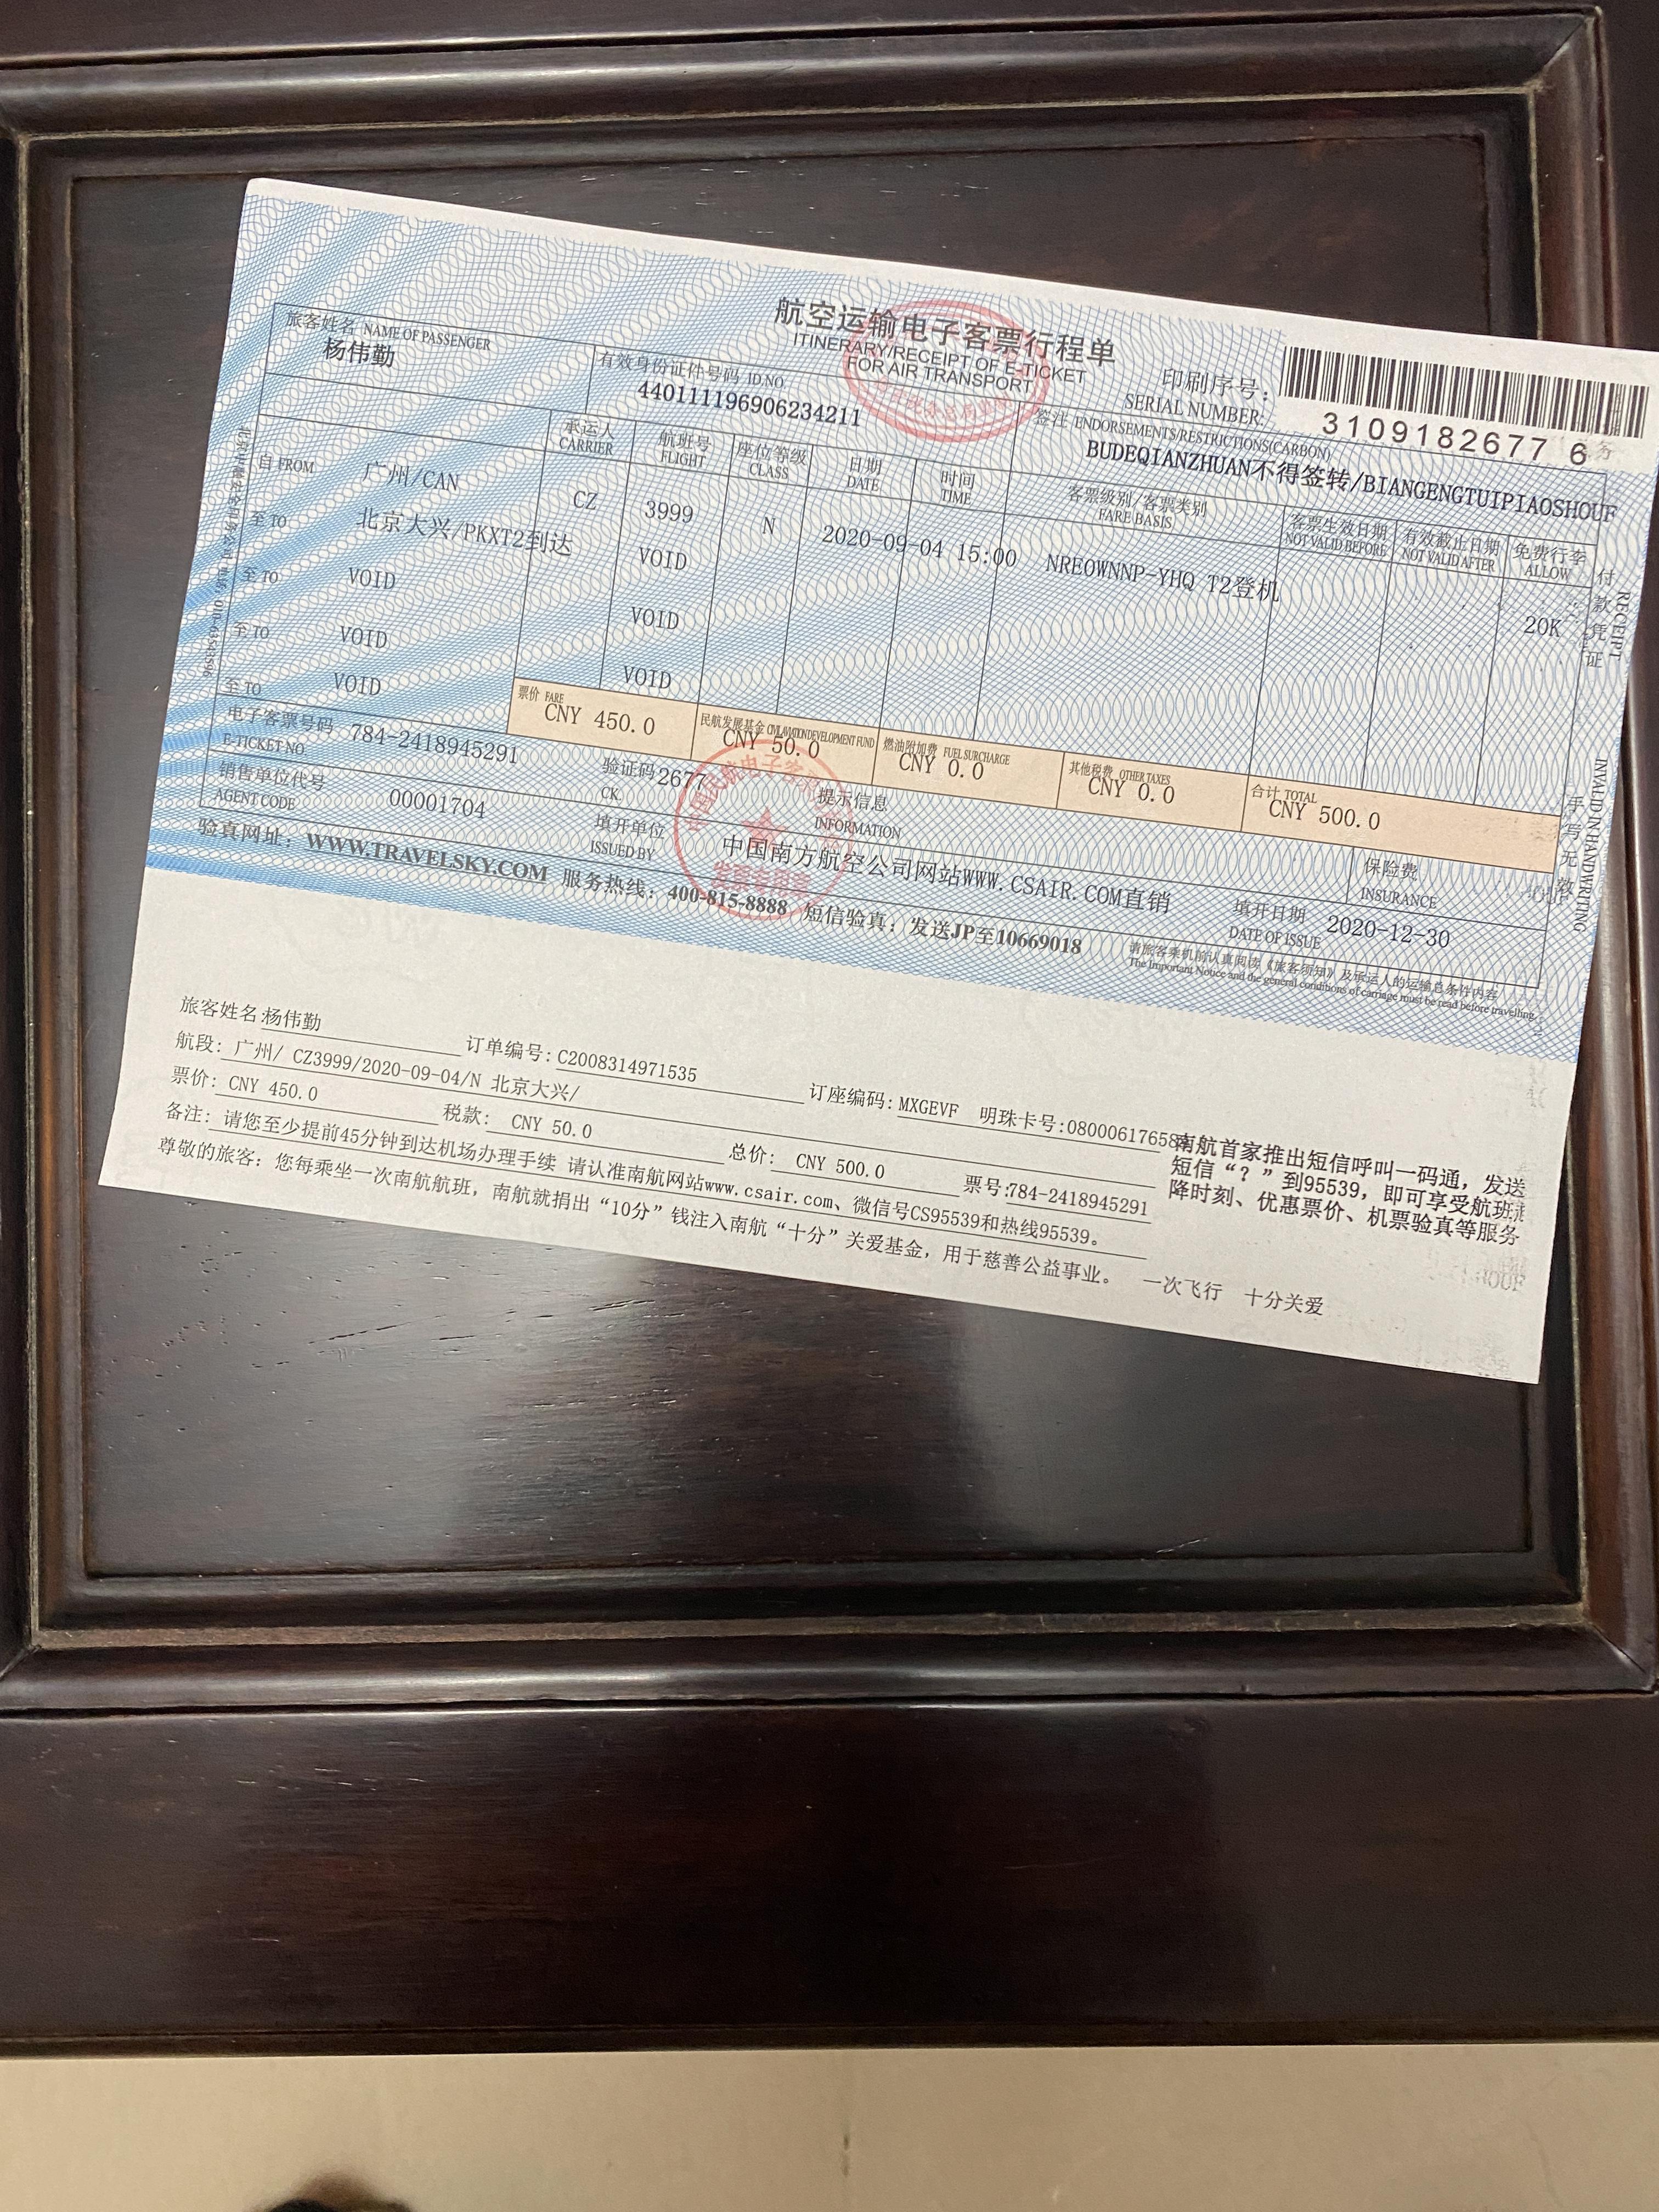 航空运输电子客票行程单
ITINERARY/RECEIPT OF E-TICKET
FOR AIR TRANSPORT
印刷序号：
SERIAL NUMBER:
3109182677 6
旅客姓名 NAME OF PASSENGER
杨伟勤
有效身份证件号码 ID.NO.
440111196906234211
签注 ENDORSEMENTS/RESTRICTIONS(CARBON)
BUDEQIANZHUAN不得签转/BIANGENGTUIPIAOSHOUF
承运人 CARRIER
航班号 FLIGHT
座位等级 CLASS
日期 DATE
时间 TIME
客票级别/客票类别 FARE BASIS
客票生效日期 NOT VALID BEFORE
有效截止日期 NOT VALID AFTER
免费行李 ALLOW
自 FROM 广州/CAN CZ 3999 N 2020-09-04 15:00 NREOWNNP-YHQ T2登机 20K
至 TO 北京大兴/PKXT2到达 VOID
至 TO VOID VOID
至 TO VOID VOID
至 TO VOID
票价 FARE CNY 450.0
民航发展基金 CIVIL AVIATION DEVELOPMENT FUND CNY 50.0
燃油附加费 FUEL SURCHARGE CNY 0.0
其他税费 OTHER TAXES CNY 0.0
合计 TOTAL CNY 500.0
电子客票号码 E-TICKET NO. 784-2418945291
验证码 CK. 2677
提示信息 INFORMATION
保险费 INSURANCE
销售单位代号 AGENT CODE 00001704
填开单位 ISSUED BY 中国南方航空公司网站WWW.CSAIR.COM直销
填开日期 DATE OF ISSUE 2020-12-30
验真网址：WWW.TRAVELSKY.COM 服务热线：400-815-8888 短信验真：发送JP至10669018
请旅客乘机前认真阅读《旅客须知》及承运人的运输总条件内容
The Important Notice and the general conditions of carriage must be read before travelling.
付款凭证 RECEIPT
手写无效 INVALID IN HANDWRITING
发票专用章
旅客姓名:杨伟勤 订单编号:C2008314971535 订座编码:MXGEVF 明珠卡号:08000617658
航段: 广州/ CZ3999/2020-09-04/N 北京大兴/
票价: CNY 450.0 税款: CNY 50.0 总价: CNY 500.0 票号:784-2418945291
备注: 请您至少提前45分钟到达机场办理手续 请认准南航网站www.csair.com、微信号CS95539和热线95539。
尊敬的旅客：您每乘坐一次南航航班，南航就捐出“10分”钱注入南航“十分”关爱基金，用于慈善公益事业。 一次飞行 十分关爱
南航首家推出短信呼叫一码通，发送
短信“？”到95539，即可享受航班起
降时刻、优惠票价、机票验真等服务